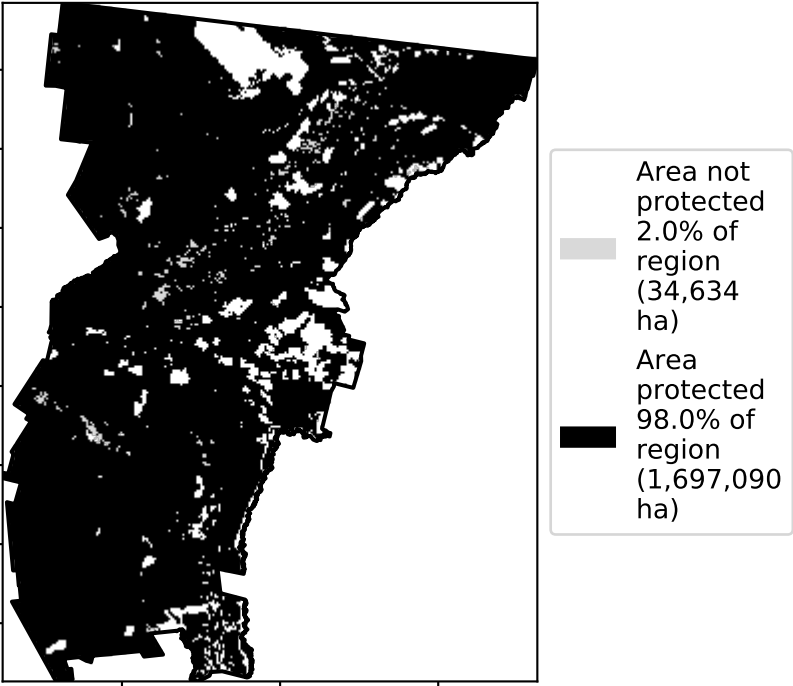 Area not
protected
2.0% of
region
(34,634
ha)
Area
protected
98.0% of
region
(1,697,090
ha)